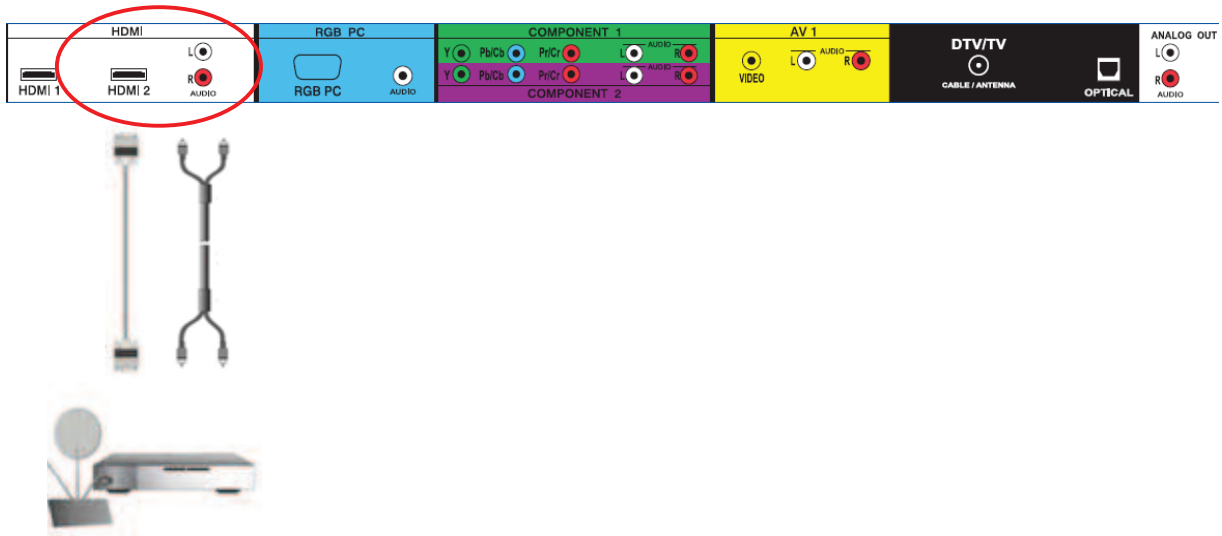 HDMI
HDMI 1
HDMI 2
L
R
AUDIO
RGB PC
RGB PC
AUDIO
COMPONENT 1
Y Pb/Cb Pr/Cr L AUDIO R
Y Pb/Cb Pr/Cr L AUDIO R
COMPONENT 2
AV 1
VIDEO
L AUDIO R
DTV/TV
CABLE / ANTENNA
OPTICAL
ANALOG OUT
L
R
AUDIO